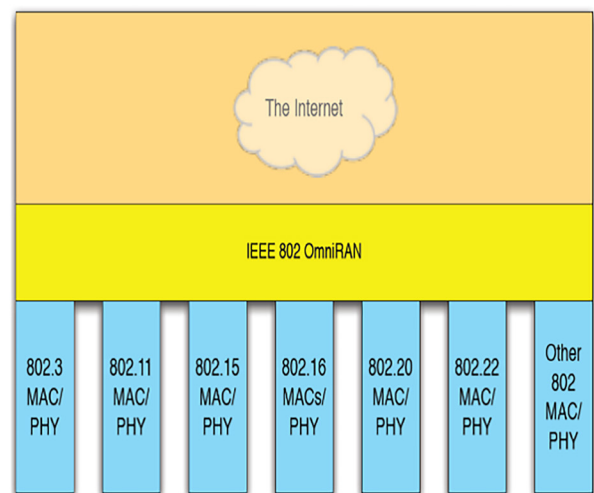 The Internet
IEEE 802 OmniRAN
802.3
MAC/
PHY
802.11
MAC/
PHY
802.15
MAC/
PHY
802.16
MACs/
PHY
802.20
MAC/
PHY
802.22
MAC/
PHY
Other
802
MAC/
PHY